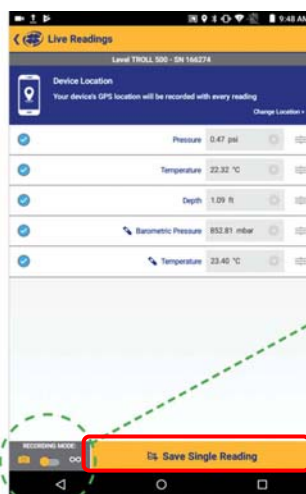 9:48 AM
Live Readings
Level TROLL 500 - SN 166274
Device Location
Your device's GPS location will be recorded with every reading
Change Location
Pressure 0.47 psi
Temperature 22.32 °C
Depth 1.09 ft
Barometric Pressure 852.81 mbar
Temperature 23.40 °C
RECORDING MODE:
Save Single Reading